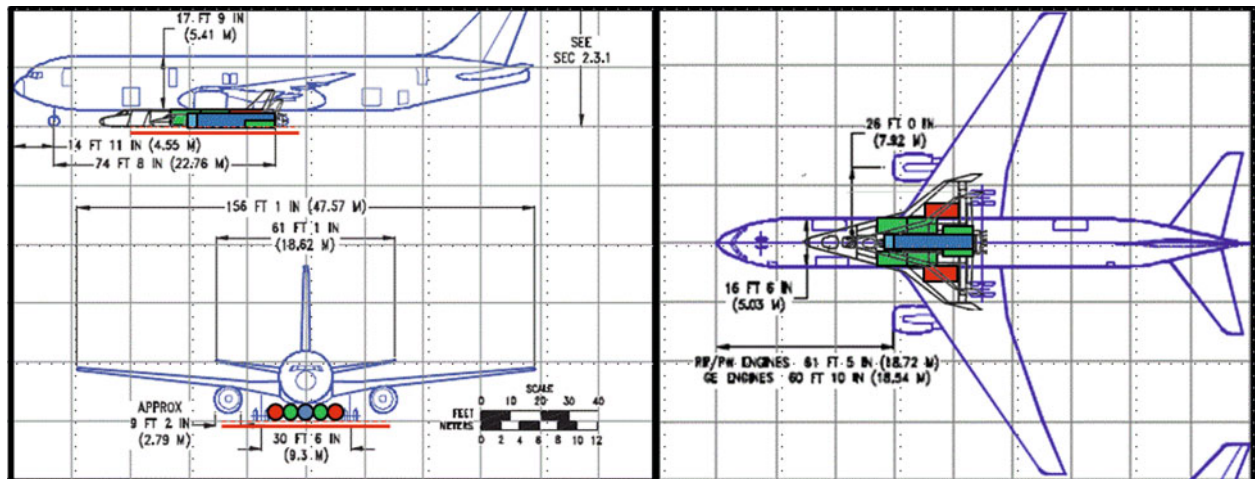 17 FT 9 IN
(5.41 M)
SEE
SEC 2.3.1
14 FT 11 IN (4.55 M)
74 FT 8 IN (22.76 M)
156 FT 1 IN (47.57 M)
61 FT 1 IN
(18.62 M)
APPROX
9 FT 2 IN
(2.79 M)
30 FT 6 IN
(9.3 M)
SCALE
0 10 20 30 40
FEET
METERS
0 2 4 6 8 10 12
26 FT 0 IN
(7.92 M)
16 FT 6 IN
(5.03 M)
RR/PW ENGINES 61 FT 5 IN (18.72 M)
GE ENGINES 60 FT 10 IN (18.54 M)